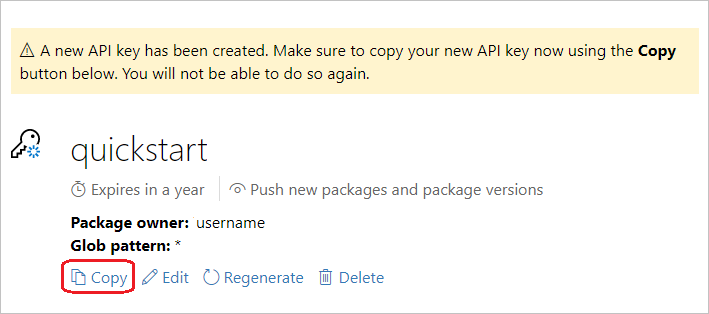 ⚠ A new API key has been created. Make sure to copy your new API key now using the Copy
button below. You will not be able to do so again.
quickstart
Expires in a year Push new packages and package versions
Package owner: username
Glob pattern: *
Copy Edit Regenerate Delete